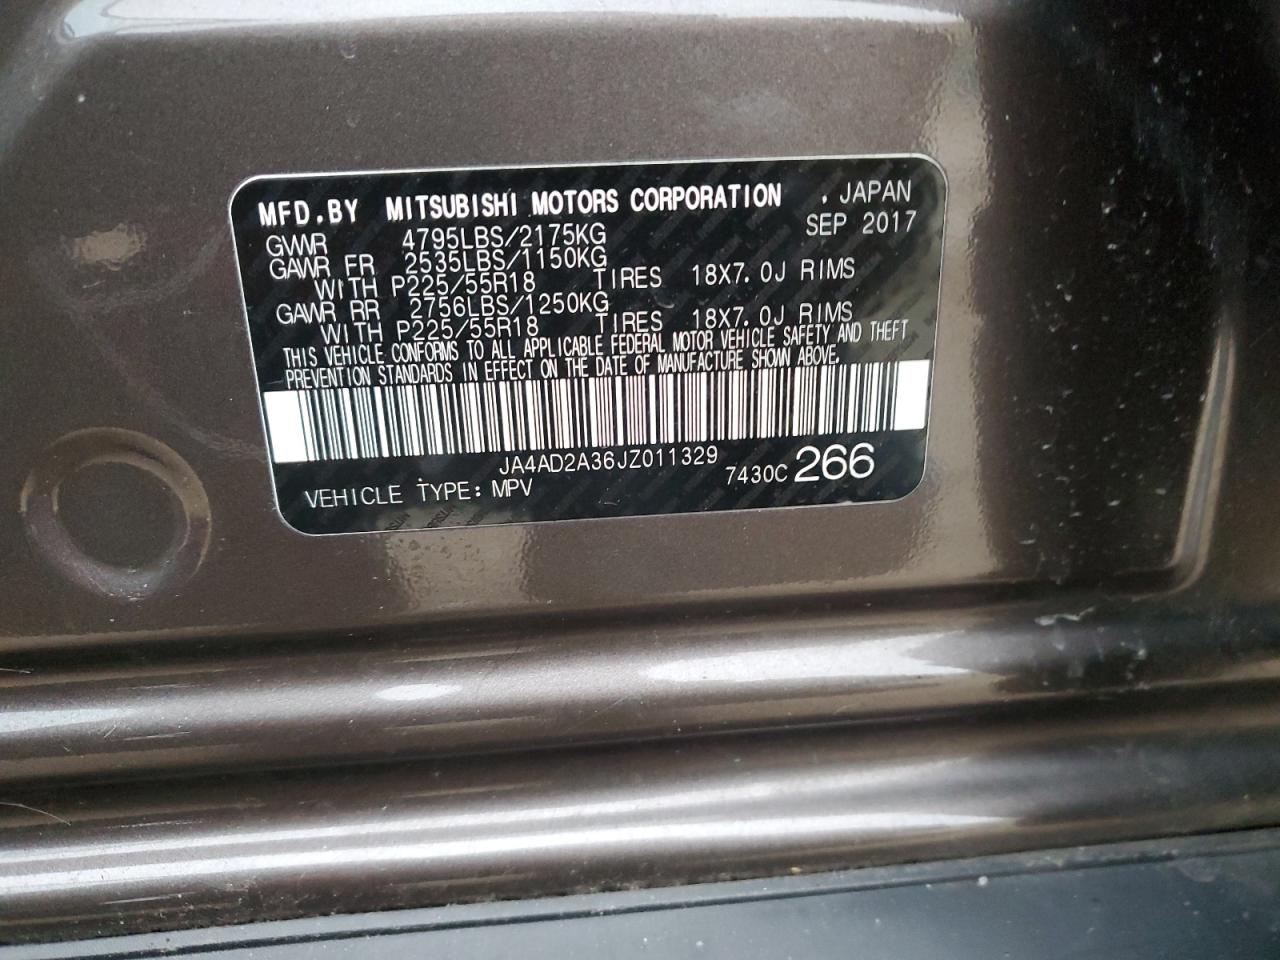 MFD.BY MITSUBISHI MOTORS CORPORATION . JAPAN
SEP 2017
GVWR 4795LBS/2175KG
GAWR FR 2535LBS/1150KG
WITH P225/55R18 TIRES 18X7.0J RIMS
GAWR RR 2756LBS/1250KG
WITH P225/55R18 TIRES 18X7.0J RIMS
THIS VEHICLE CONFORMS TO ALL APPLICABLE FEDERAL MOTOR VEHICLE SAFETY AND THEFT
PREVENTION STANDARDS IN EFFECT ON THE DATE OF MANUFACTURE SHOWN ABOVE.
JA4AD2A36JZ011329
VEHICLE TYPE: MPV 7430C 266